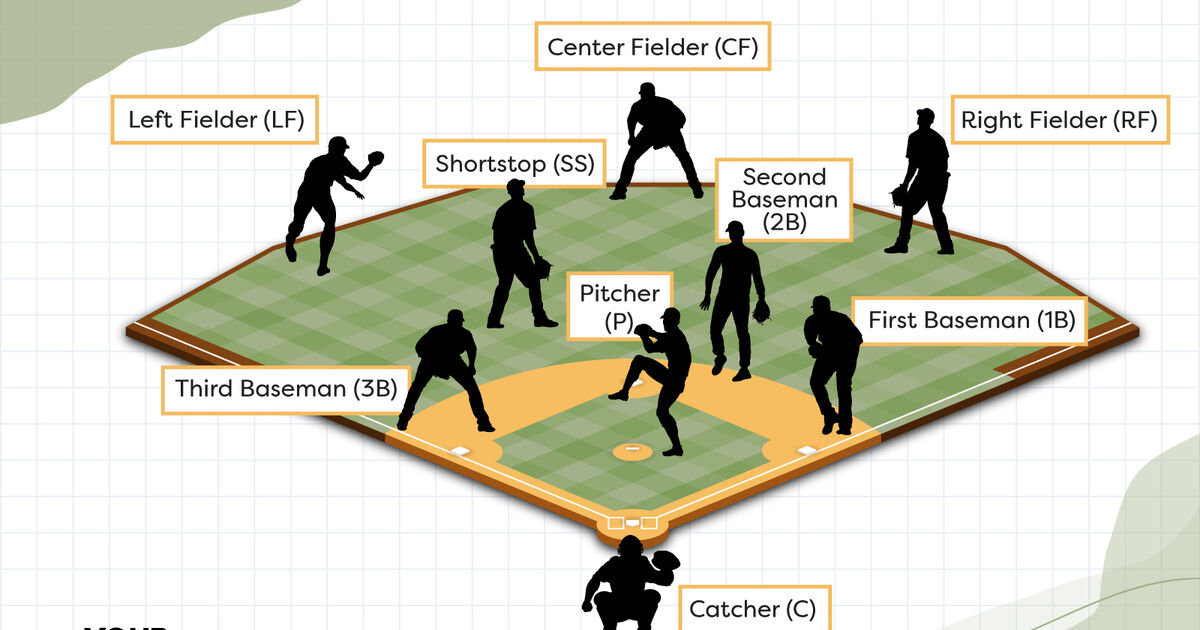 Center Fielder (CF)
Left Fielder (LF)
Right Fielder (RF)
Shortstop (SS)
Second
Baseman
(2B)
Pitcher
(P)
First Baseman (1B)
Third Baseman (3B)
Catcher (C)
YOUR